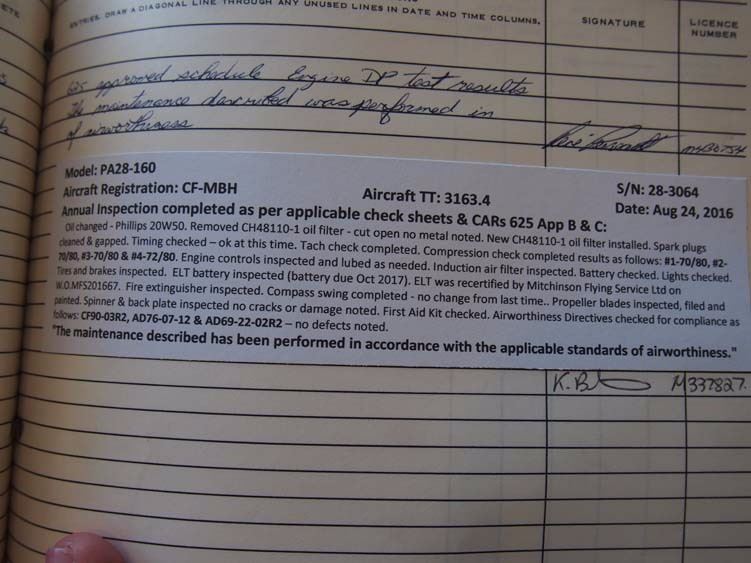 ENTRIES. DRAW A DIAGONAL LINE THROUGH ANY UNUSED LINES IN DATE AND TIME COLUMNS.
SIGNATURE
LICENCE NUMBER
625 approved schedule Engine DP test results
The maintenance described was performed in
of airworthiness
M430754
Model: PA28-160
S/N: 28-3064
Aircraft Registration: CF-MBH
Aircraft TT: 3163.4
Date: Aug 24, 2016
Annual Inspection completed as per applicable check sheets & CARs 625 App B & C:
Oil changed - Phillips 20W50. Removed CH48110-1 oil filter - cut open no metal noted. New CH48110-1 oil filter installed. Spark plugs
cleaned & gapped. Timing checked – ok at this time. Tach check completed. Compression check completed results as follows: #1-70/80, #2-
70/80, #3-70/80 & #4-72/80. Engine controls inspected and lubed as needed. Induction air filter inspected. Battery checked. Lights checked.
Tires and brakes inspected. ELT battery inspected (battery due Oct 2017). ELT was recertified by Mitchinson Flying Service Ltd on
W.O.MFS201667. Fire extinguisher inspected. Compass swing completed - no change from last time.. Propeller blades inspected, filed and
painted. Spinner & back plate inspected no cracks or damage noted. First Aid Kit checked. Airworthiness Directives checked for compliance as
follows: CF90-03R2, AD76-07-12 & AD69-22-02R2 – no defects noted.
"The maintenance described has been performed in accordance with the applicable standards of airworthiness."
K. B M337827